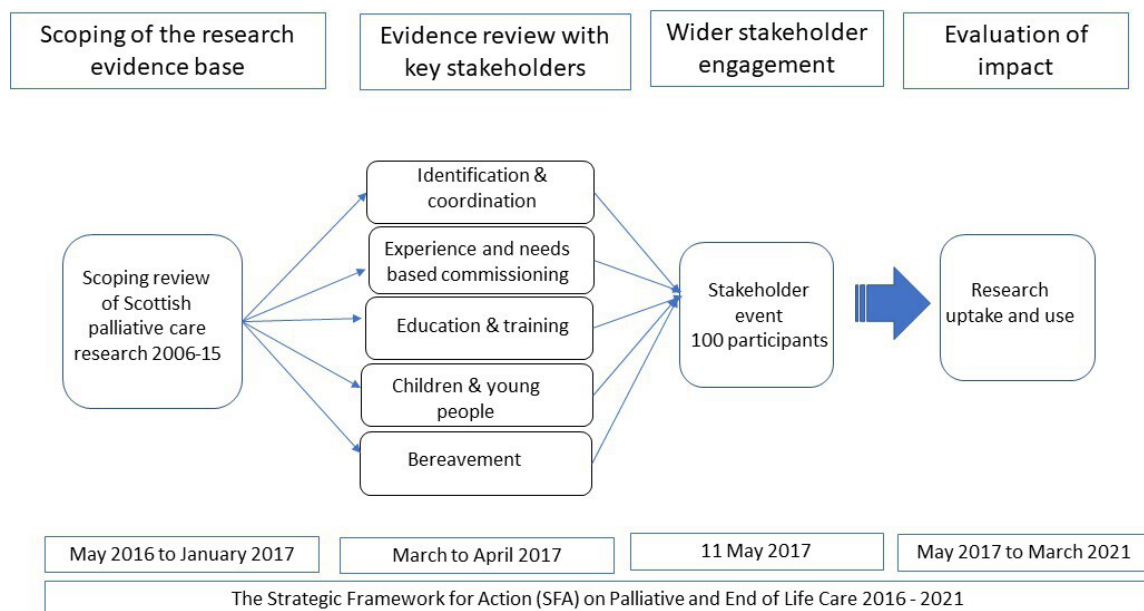 Scoping of the research
evidence base
Evidence review with
key stakeholders
Wider stakeholder
engagement
Evaluation of
impact
Scoping review
of Scottish
palliative care
research 2006-15
Identification &
coordination
Experience and needs
based commissioning
Education & training
Children & young
people
Bereavement
Stakeholder
event
100 participants
Research
uptake and use
May 2016 to January 2017
March to April 2017
11 May 2017
May 2017 to March 2021
The Strategic Framework for Action (SFA) on Palliative and End of Life Care 2016 - 2021